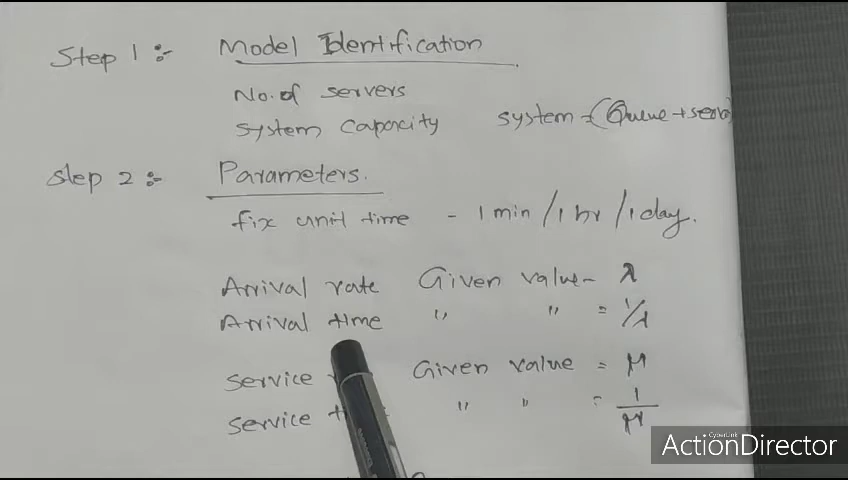 Step 1 :- Model Identification
No. of servers
System capacity system = (Queue + serv
Step 2 :- Parameters.
fix unit time - 1 min / 1 hr / 1 day.
Arrival rate Given value - λ
Arrival time " " = 1/λ
Service Given value = μ
Service " " = 1/μ
CyberLink
ActionDirector